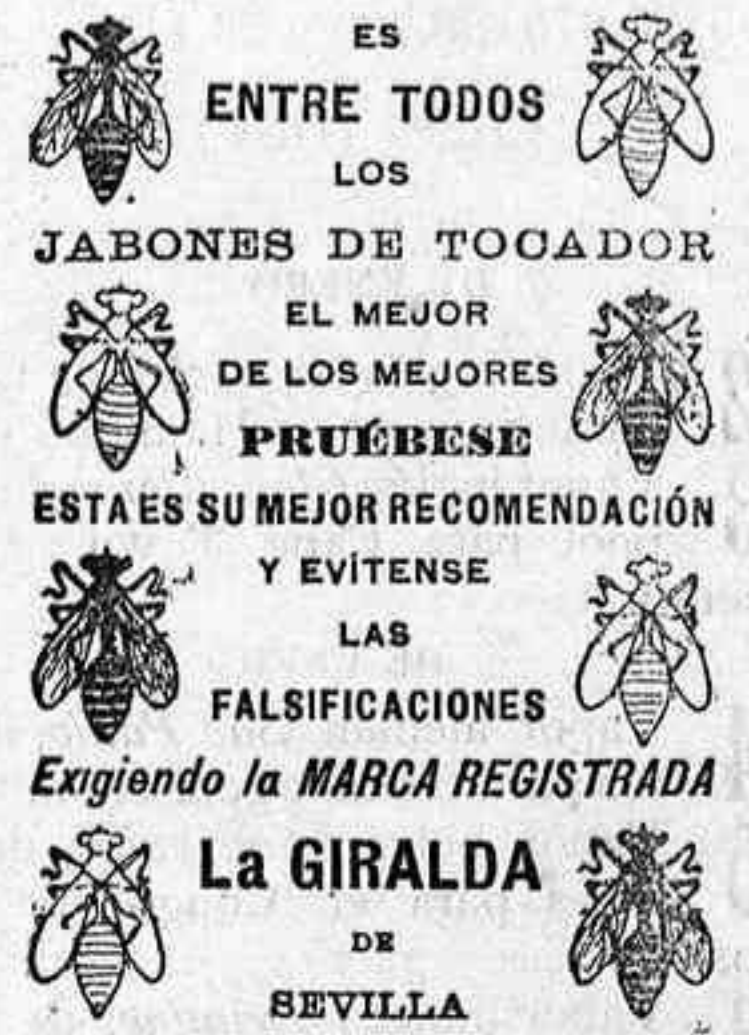 ES
ENTRE TODOS
LOS
JABONES DE TOCADOR
EL MEJOR
DE LOS MEJORES
PRUÉBESE
ESTA ES SU MEJOR RECOMENDACIÓN
Y EVÍTENSE
LAS
FALSIFICACIONES
Exigiendo la MARCA REGISTRADA
La GIRALDA
DE
SEVILLA